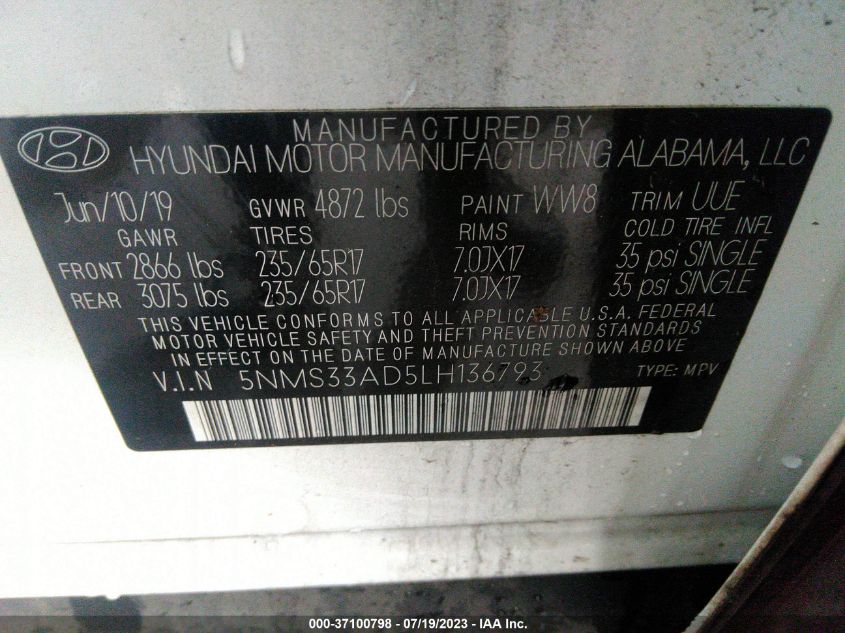 MANUFACTURED BY
HYUNDAI MOTOR MANUFACTURING ALABAMA, LLC
Jun/10/19 GVWR 4872 lbs PAINT WW8 TRIM UUE
GAWR TIRES RIMS COLD TIRE INFL
FRONT 2866 lbs 235/65R17 7.0JX17 35 psi SINGLE
REAR 3075 lbs 235/65R17 7.0JX17 35 psi SINGLE
THIS VEHICLE CONFORMS TO ALL APPLICABLE U.S.A. FEDERAL
MOTOR VEHICLE SAFETY AND THEFT PREVENTION STANDARDS
IN EFFECT ON THE DATE OF MANUFACTURE SHOWN ABOVE
V.I.N 5NMS33AD5LH136793 TYPE: MPV
000-37100798 - 07/19/2023 - IAA Inc.